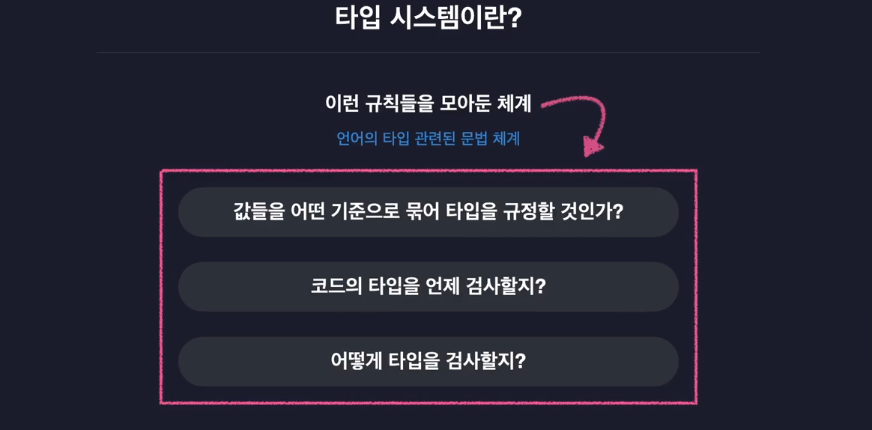 타입 시스템이란?
이런 규칙들을 모아둔 체계
언어의 타입 관련된 문법 체계
값들을 어떤 기준으로 묶어 타입을 규정할 것인가?
코드의 타입을 언제 검사할지?
어떻게 타입을 검사할지?